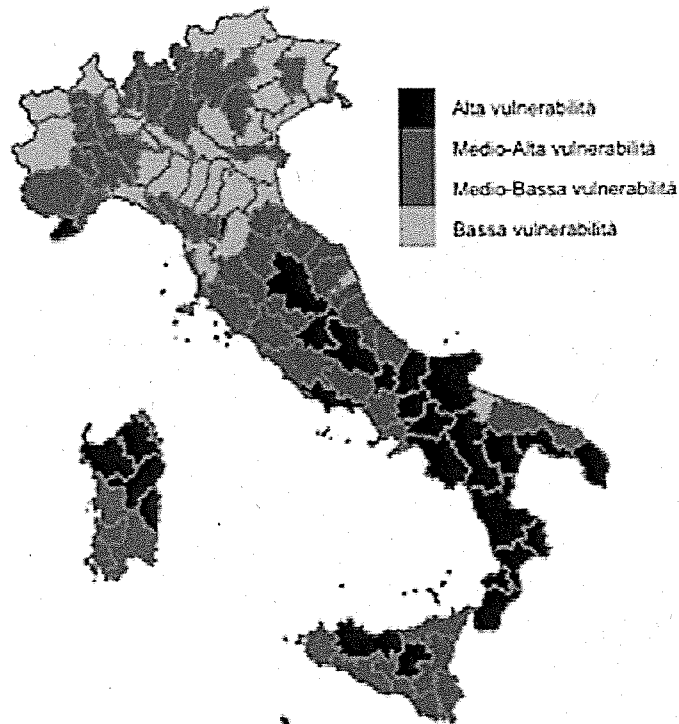 Alta vulnerabilità
Medio-Alta vulnerabilità
Medio-Bassa vulnerabilità
Bassa vulnerabilità